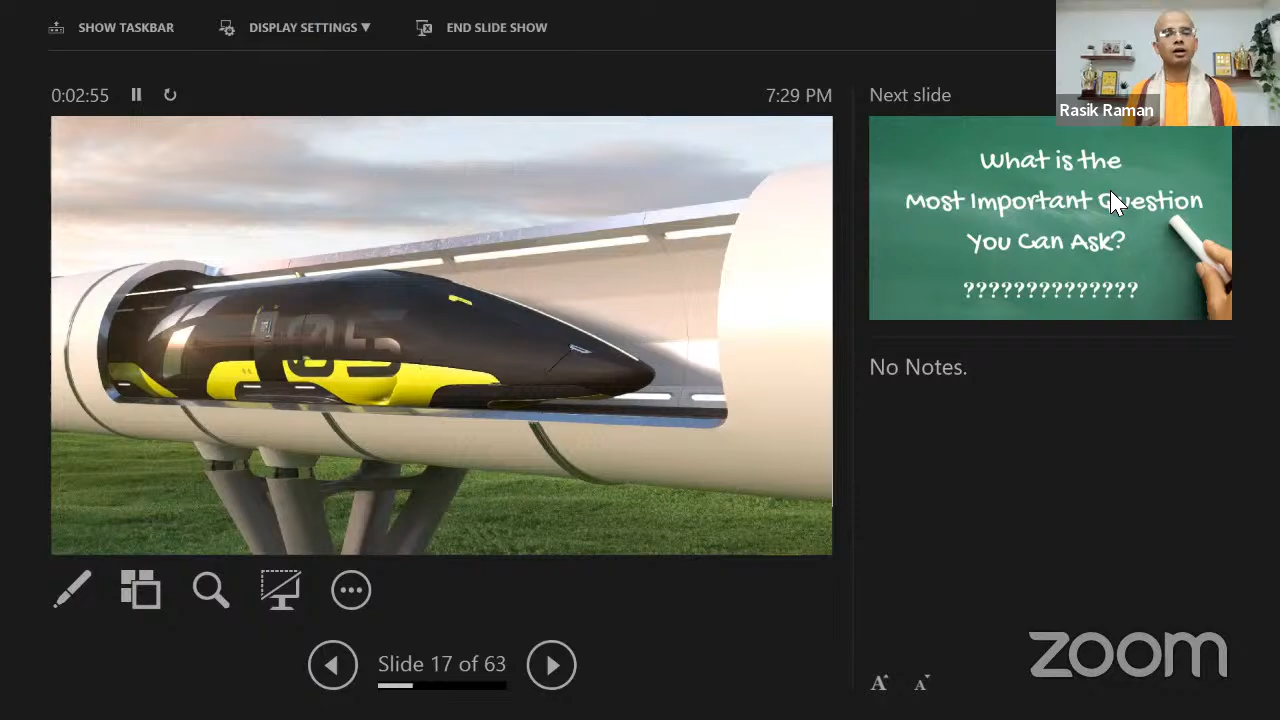 SHOW TASKBAR
DISPLAY SETTINGS ▼
END SLIDE SHOW
0:02:55
7:29 PM
Next slide
Rasik Raman
05
What is the
Most Important Question
You Can Ask?
??????????????
No Notes.
Slide 17 of 63
A A
zoom